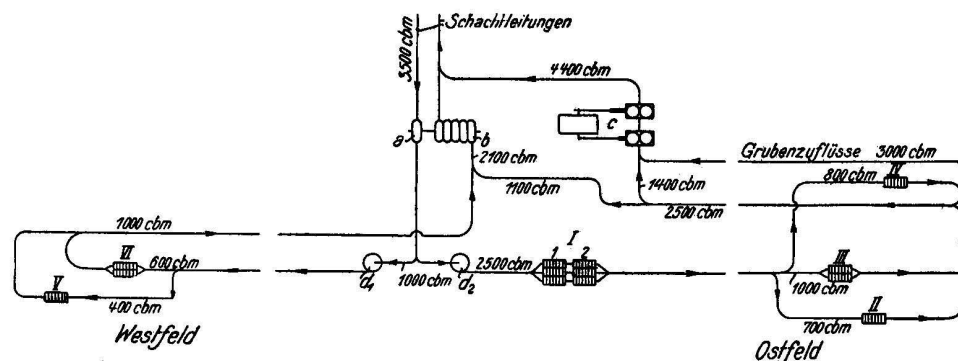 Schachtleitungen
3500 cbm
4400 cbm
a
b
c
2100 cbm
Grubenzuflüsse 3000 cbm
800 cbm
IV
1100 cbm
1400 cbm
2500 cbm
1000 cbm
VI
600 cbm
I
1
2
d₁
1000 cbm
d₂
2500 cbm
III
1000 cbm
V
400 cbm
II
700 cbm
Westfeld
Ostfeld